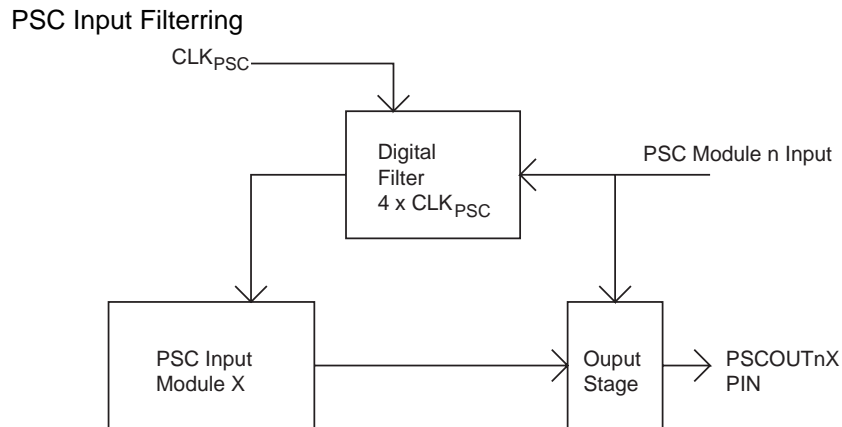 PSC Input Filterring
CLKPSC
Digital
Filter
4 x CLKPSC
PSC Module n Input
PSC Input
Module X
Ouput
Stage
PSCOUTnX
PIN